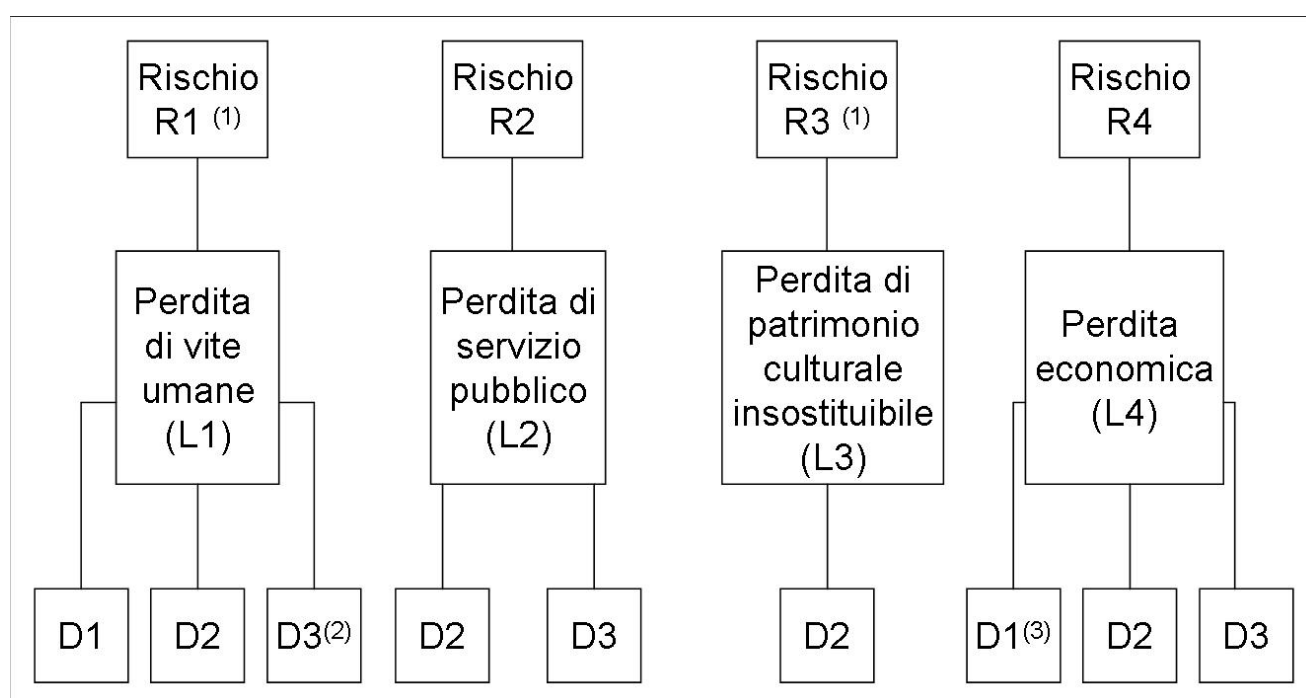 Rischio
R1 (1)
Rischio
R2
Rischio
R3 (1)
Rischio
R4
Perdita
di vite
umane
(L1)
Perdita di
servizio
pubblico
(L2)
Perdita di
patrimonio
culturale
insostituibile
(L3)
Perdita
economica
(L4)
D1
D2
D3(2)
D2
D3
D2
D1(3)
D2
D3